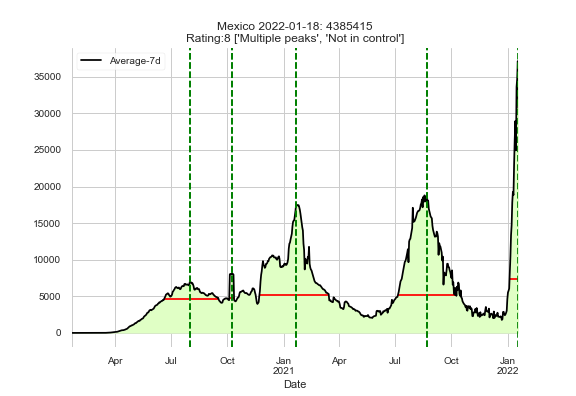 Mexico 2022-01-18: 4385415
Rating:8 ['Multiple peaks', 'Not in control']
Average-7d
35000
30000
25000
20000
15000
10000
5000
0
Apr Jul Oct Jan Apr Jul Oct Jan
2021 2022
Date